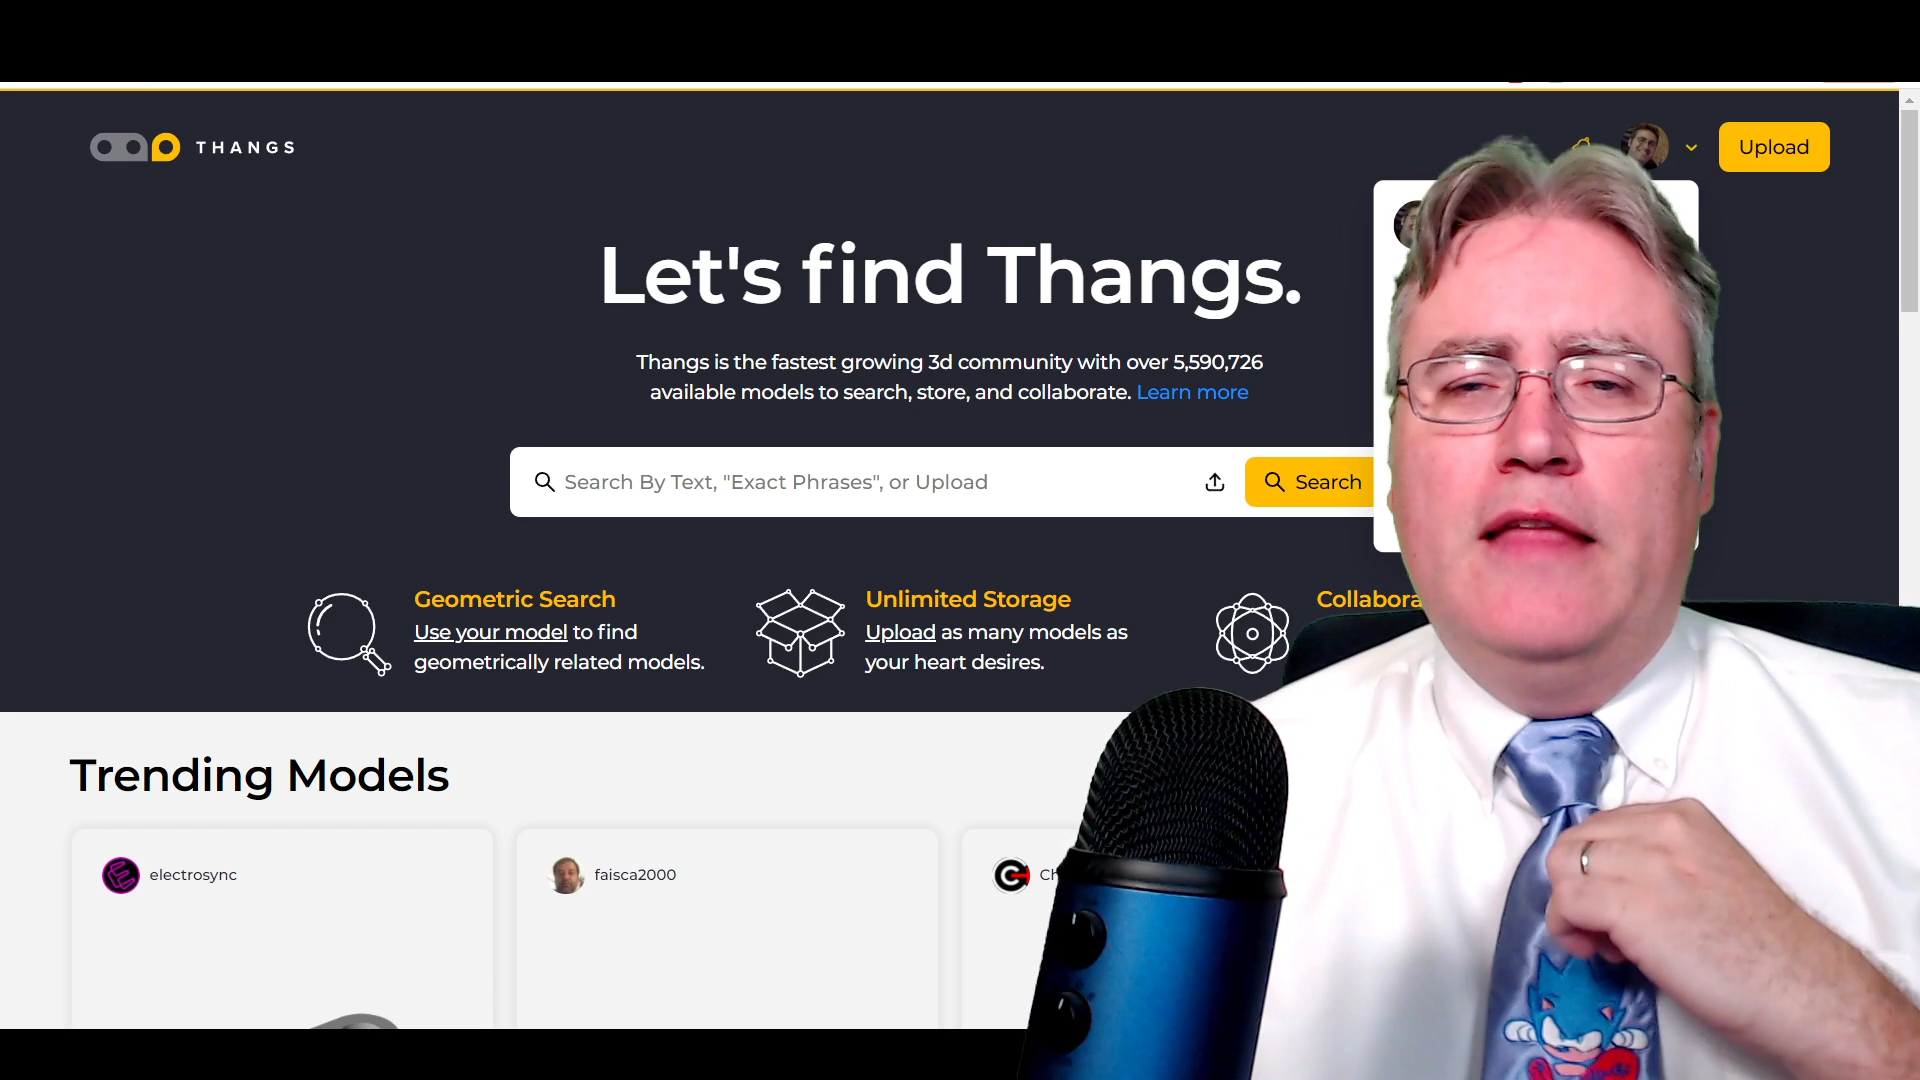 THANGS
Upload
Let's find Thangs.
Thangs is the fastest growing 3d community with over 5,590,726
available models to search, store, and collaborate. Learn more
Search By Text, "Exact Phrases", or Upload
Search
Geometric Search
Use your model to find
geometrically related models.
Unlimited Storage
Upload as many models as
your heart desires.
Trending Models
electrosync
faisca2000